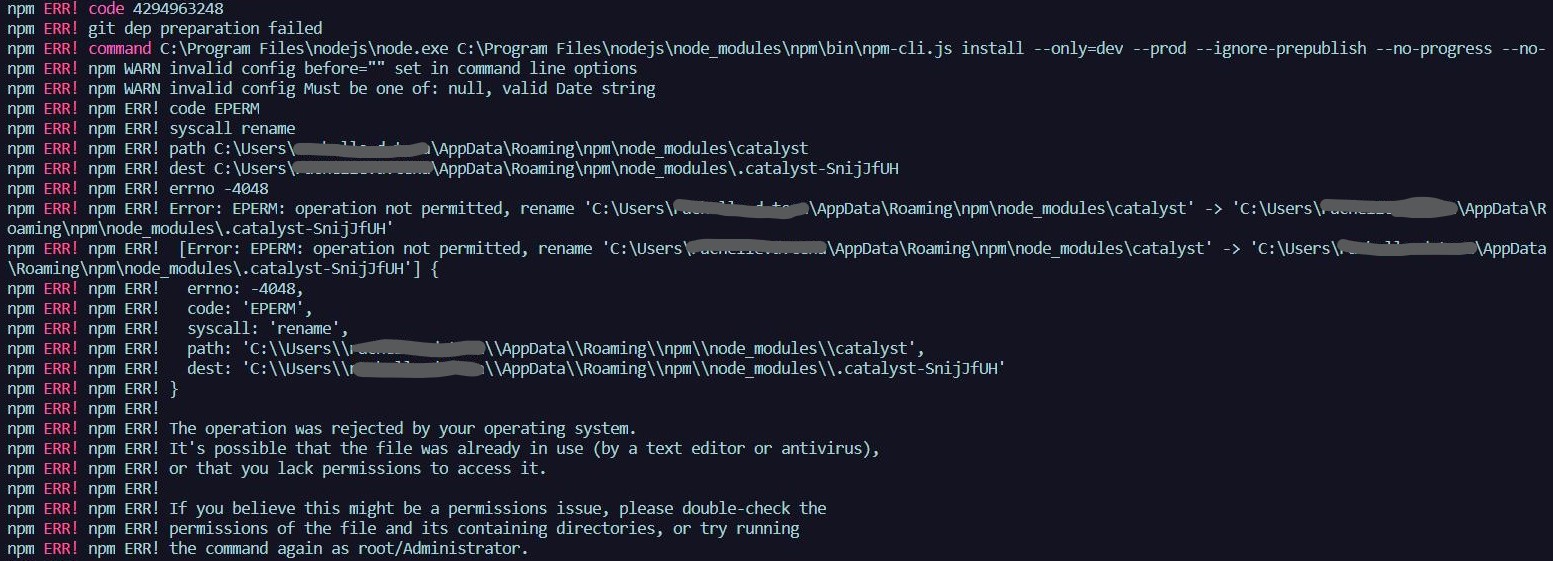 npm ERR! code 4294963248
npm ERR! git dep preparation failed
npm ERR! command C:\Program Files\nodejs\node.exe C:\Program Files\nodejs\node_modules\npm\bin\npm-cli.js install --only=dev --prod --ignore-prepublish --no-progress --no-
npm ERR! npm WARN invalid config before="" set in command line options
npm ERR! npm WARN invalid config Must be one of: null, valid Date string
npm ERR! npm ERR! code EPERM
npm ERR! npm ERR! syscall rename
npm ERR! npm ERR! path C:\Users\ \AppData\Roaming\npm\node_modules\catalyst
npm ERR! npm ERR! dest C:\Users\ \AppData\Roaming\npm\node_modules\.catalyst-SnijJfUH
npm ERR! npm ERR! errno -4048
npm ERR! npm ERR! Error: EPERM: operation not permitted, rename 'C:\Users\ \AppData\Roaming\npm\node_modules\catalyst' -> 'C:\Users\ \AppData\R
oaming\npm\node_modules\.catalyst-SnijJfUH'
npm ERR! npm ERR!  [Error: EPERM: operation not permitted, rename 'C:\Users\ \AppData\Roaming\npm\node_modules\catalyst' -> 'C:\Users\ \AppData
\Roaming\npm\node_modules\.catalyst-SnijJfUH'] {
npm ERR! npm ERR!   errno: -4048,
npm ERR! npm ERR!   code: 'EPERM',
npm ERR! npm ERR!   syscall: 'rename',
npm ERR! npm ERR!   path: 'C:\\Users\\ \\AppData\\Roaming\\npm\\node_modules\\catalyst',
npm ERR! npm ERR!   dest: 'C:\\Users\\ \\AppData\\Roaming\\npm\\node_modules\\.catalyst-SnijJfUH'
npm ERR! npm ERR! }
npm ERR! npm ERR!
npm ERR! npm ERR! The operation was rejected by your operating system.
npm ERR! npm ERR! It's possible that the file was already in use (by a text editor or antivirus),
npm ERR! npm ERR! or that you lack permissions to access it.
npm ERR! npm ERR!
npm ERR! npm ERR! If you believe this might be a permissions issue, please double-check the
npm ERR! npm ERR! permissions of the file and its containing directories, or try running
npm ERR! npm ERR! the command again as root/Administrator.